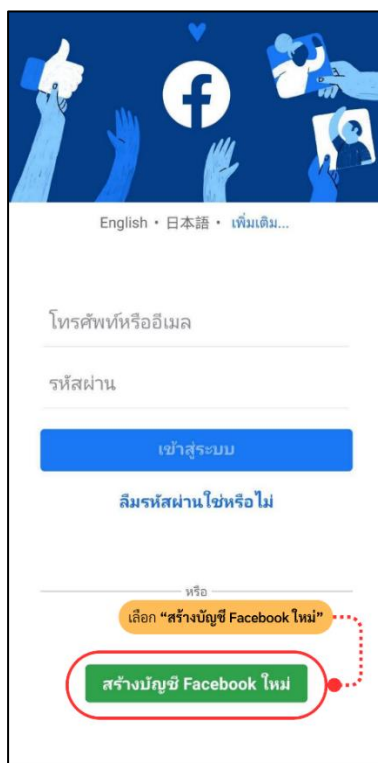 English • 日本語 • เพิ่มเติม...
โทรศัพท์หรืออีเมล
รหัสผ่าน
เข้าสู่ระบบ
ลืมรหัสผ่านใช่หรือไม่
หรือ
เลือก “สร้างบัญชี Facebook ใหม่”
สร้างบัญชี Facebook ใหม่